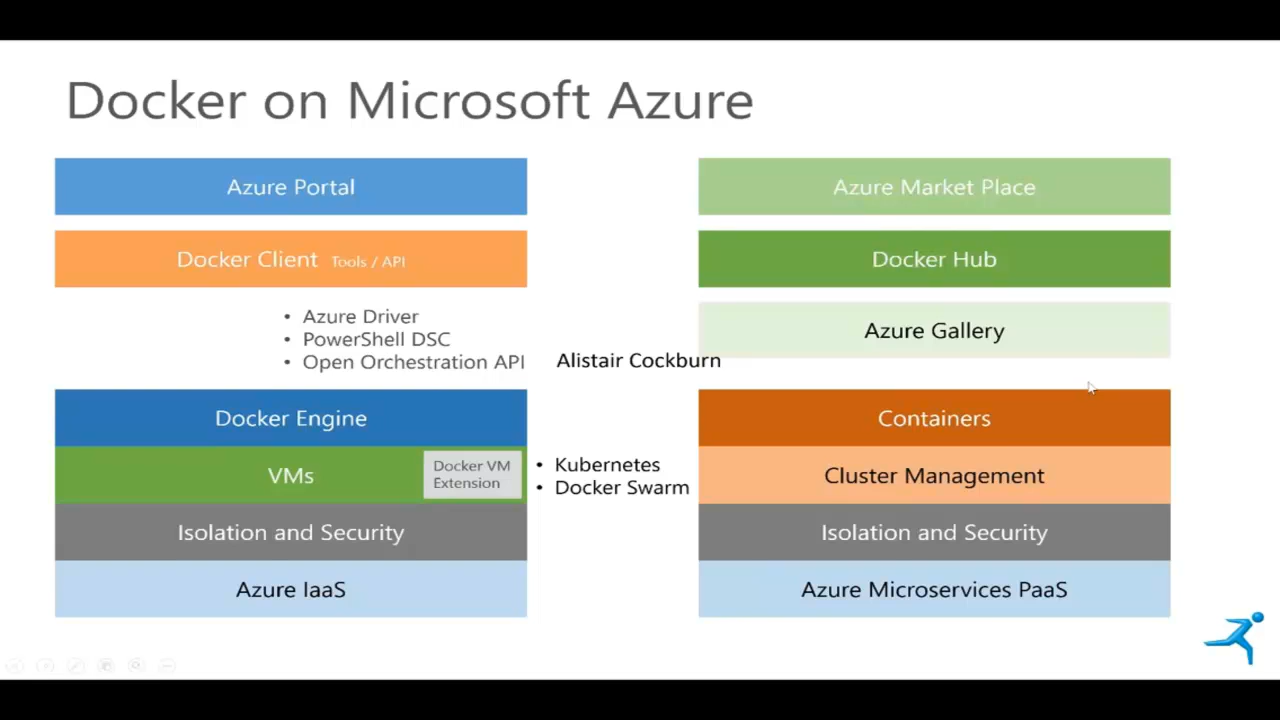 Docker on Microsoft Azure
Azure Portal
Azure Market Place
Docker Client Tools / API
Docker Hub
• Azure Driver
• PowerShell DSC
• Open Orchestration API
Azure Gallery
Alistair Cockburn
Docker Engine
VMs
Docker VM
Extension
Isolation and Security
Azure IaaS
• Kubernetes
• Docker Swarm
Containers
Cluster Management
Isolation and Security
Azure Microservices PaaS